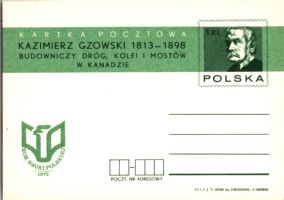 KARTKA POCZTOWA
KAZIMIERZ GZOWSKI 1813–1898
BUDOWNICZY DRÓG, KOLEI I MOSTÓW
W KANADZIE
1 ZŁ
POLSKA
ROK NAUKI POLSKIEJ
1973
POCZT. NR ADRESOWY